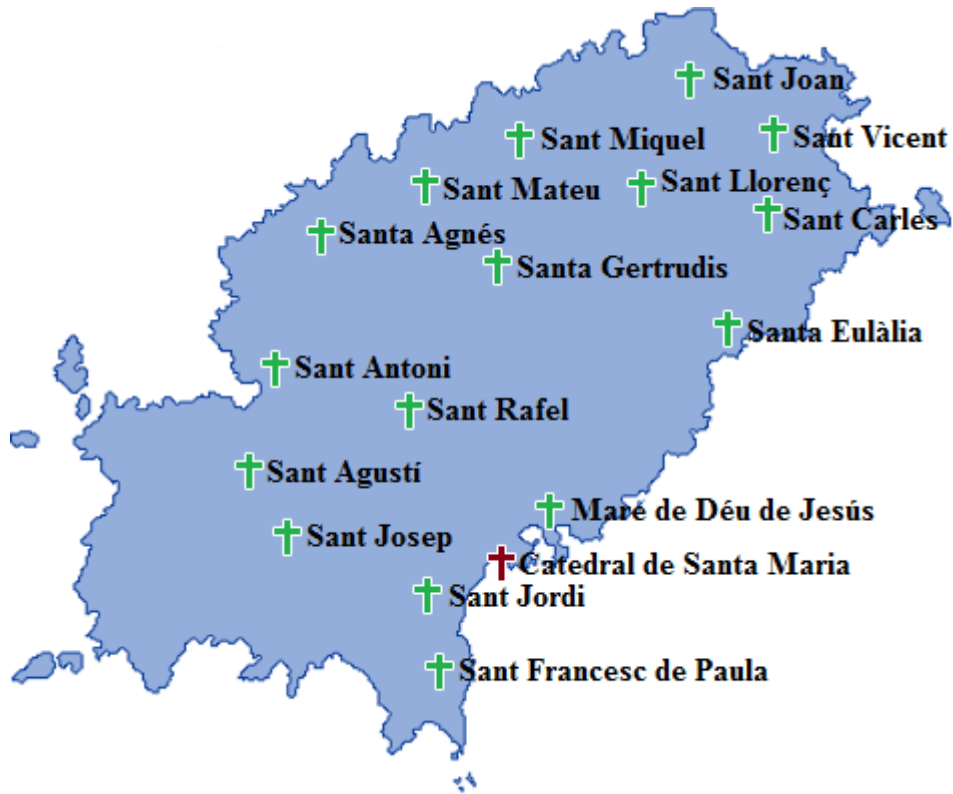 Sant Joan
Sant Vicent
Sant Miquel
Sant Llorenç
Sant Mateu
Sant Carles
Santa Agnés
Santa Gertrudis
Santa Eulàlia
Sant Antoni
Sant Rafel
Sant Agustí
Maré de Déu de Jesús
Sant Josep
Catedral de Santa Maria
Sant Jordi
Sant Francesc de Paula